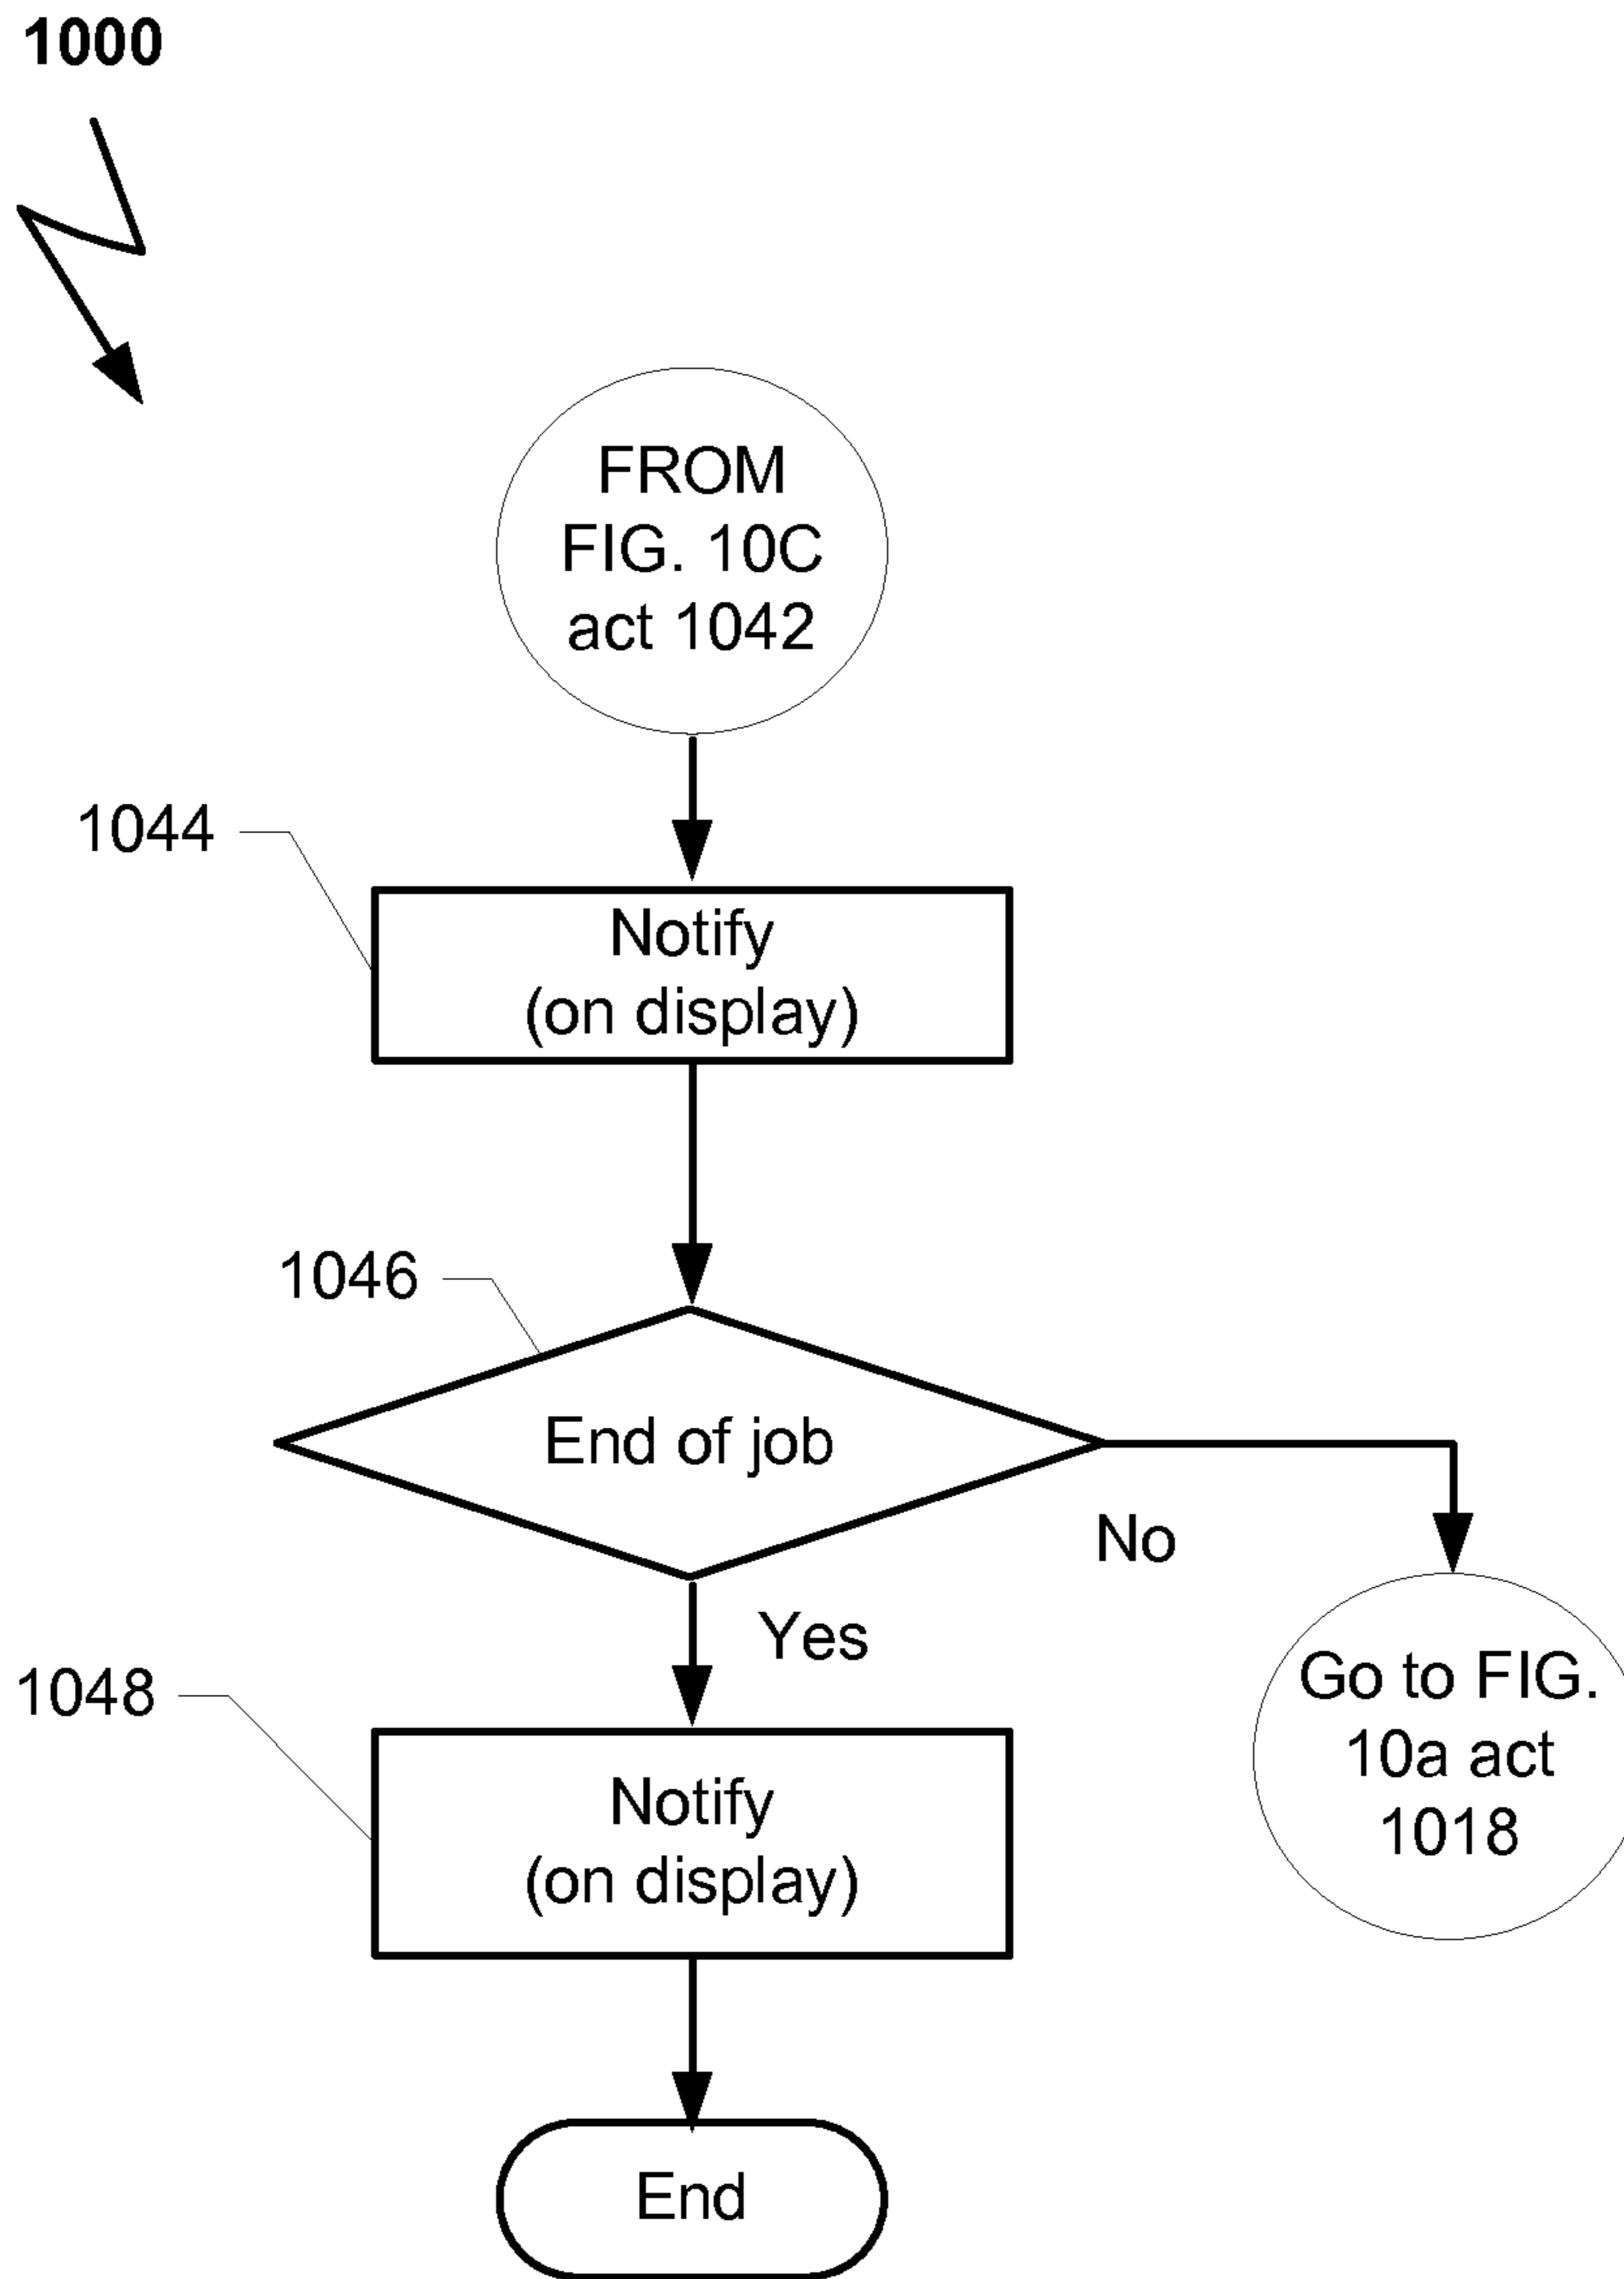 1000
FROM
FIG. 10C
act 1042
1044
Notify
(on display)
1046
End of job
No
Yes
Go to FIG.
10a act
1018
1048
Notify
(on display)
End